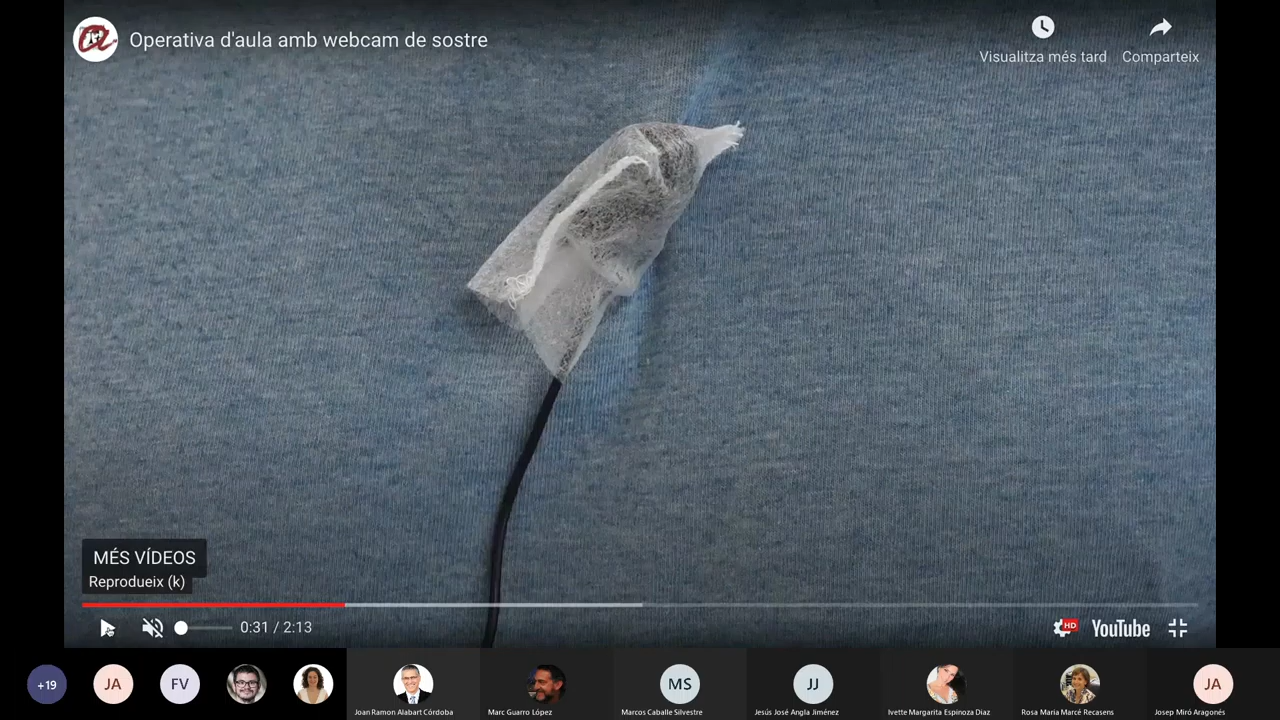 Operativa d'aula amb webcam de sostre
Visualitza més tard
Comparteix
MÉS VÍDEOS
Reprodueix (k)
0:31 / 2:13
HD
YouTube
+19
JA
FV
MS
JJ
JA
Joan Ramon Alabart Córdoba
Marc Guarro López
Marcos Caballe Silvestre
Jesús José Angla Jiménez
Ivette Margarita Espinoza Diaz
Rosa Maria Marcé Recasens
Josep Miró Aragonés